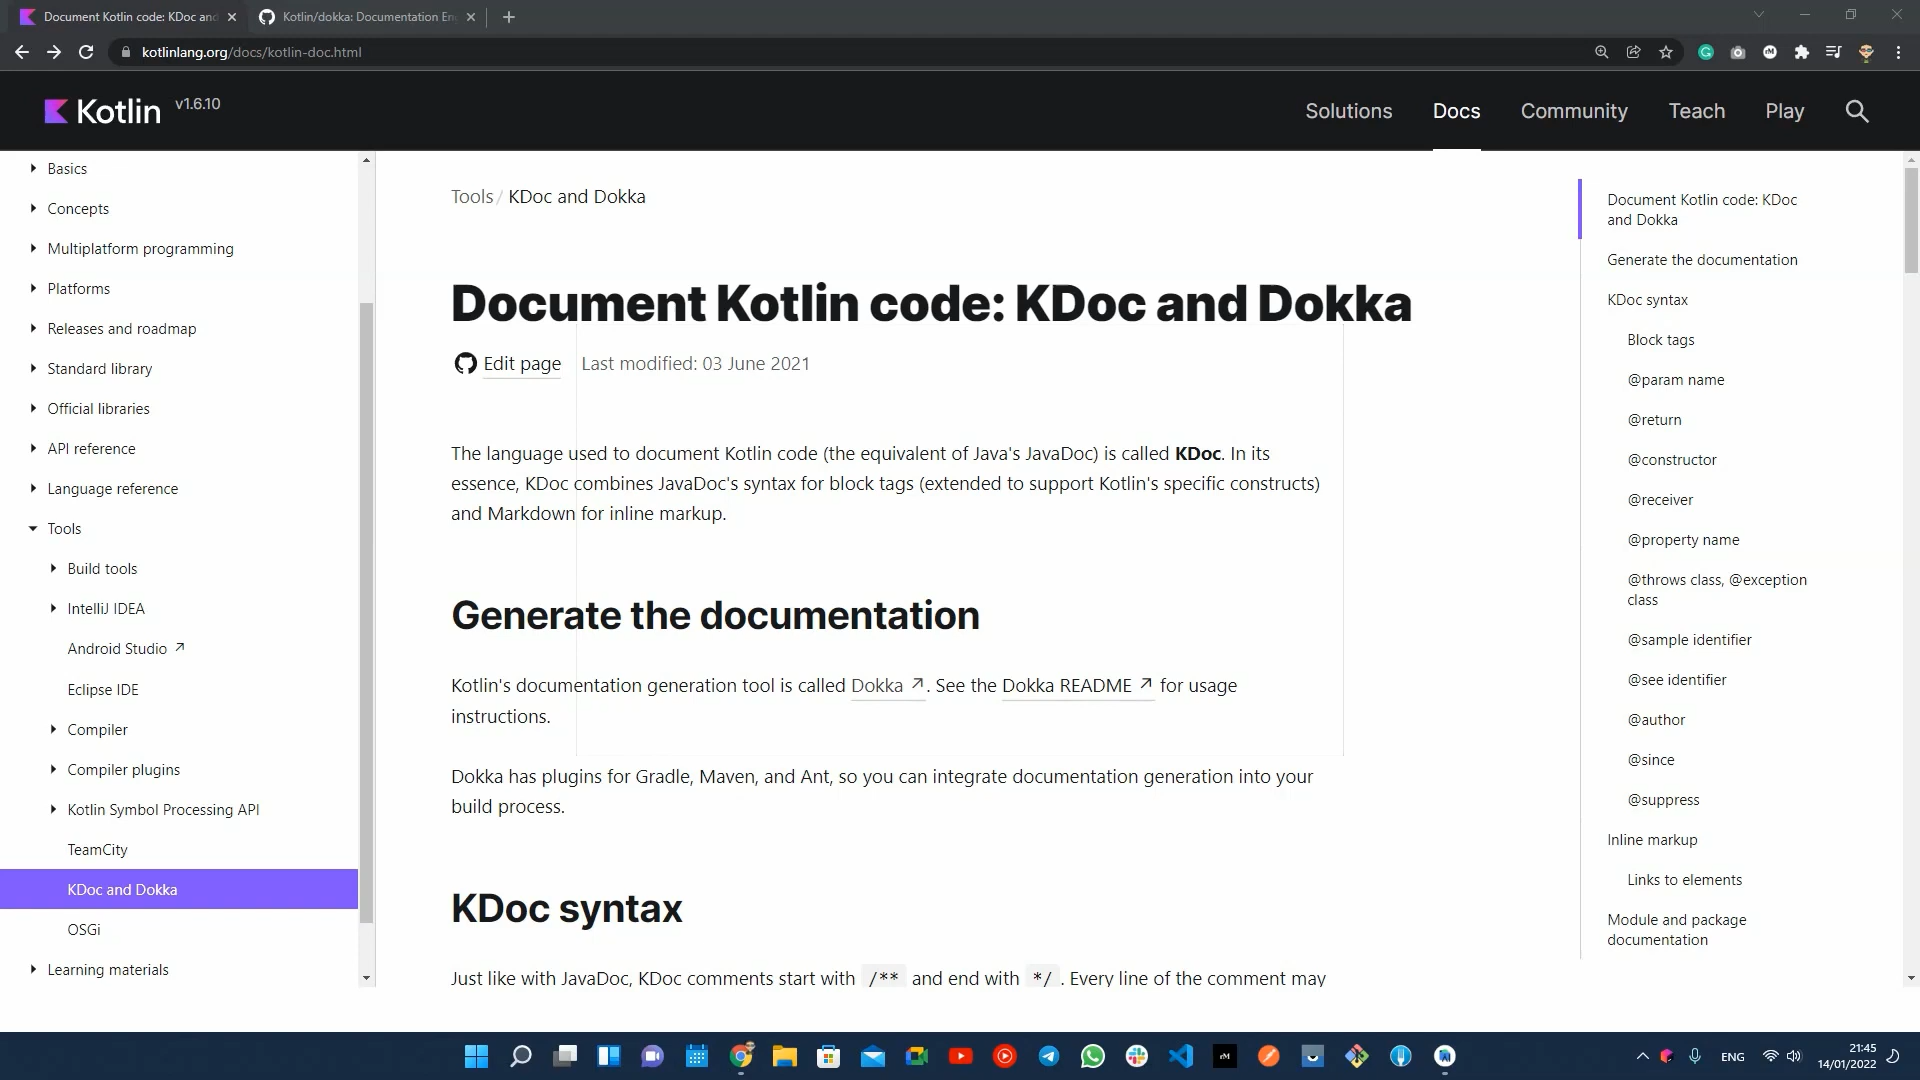 Document Kotlin code: KDoc and
Kotlin/dokka: Documentation En
kotlinlang.org/docs/kotlin-doc.html
Kotlin v1.6.10
Solutions
Docs
Community
Teach
Play
Basics
Concepts
Multiplatform programming
Platforms
Releases and roadmap
Standard library
Official libraries
API reference
Language reference
Tools
Build tools
IntelliJ IDEA
Android Studio ↗
Eclipse IDE
Compiler
Compiler plugins
Kotlin Symbol Processing API
TeamCity
KDoc and Dokka
OSGi
Learning materials
Tools / KDoc and Dokka
Document Kotlin code: KDoc and Dokka
Edit page Last modified: 03 June 2021
The language used to document Kotlin code (the equivalent of Java's JavaDoc) is called KDoc. In its
essence, KDoc combines JavaDoc's syntax for block tags (extended to support Kotlin's specific constructs)
and Markdown for inline markup.
Generate the documentation
Kotlin's documentation generation tool is called Dokka ↗. See the Dokka README ↗ for usage
instructions.
Dokka has plugins for Gradle, Maven, and Ant, so you can integrate documentation generation into your
build process.
KDoc syntax
Just like with JavaDoc, KDoc comments start with /** and end with */ . Every line of the comment may
Document Kotlin code: KDoc
and Dokka
Generate the documentation
KDoc syntax
Block tags
@param name
@return
@constructor
@receiver
@property name
@throws class, @exception
class
@sample identifier
@see identifier
@author
@since
@suppress
Inline markup
Links to elements
Module and package
documentation
ENG
21:45
14/01/2022